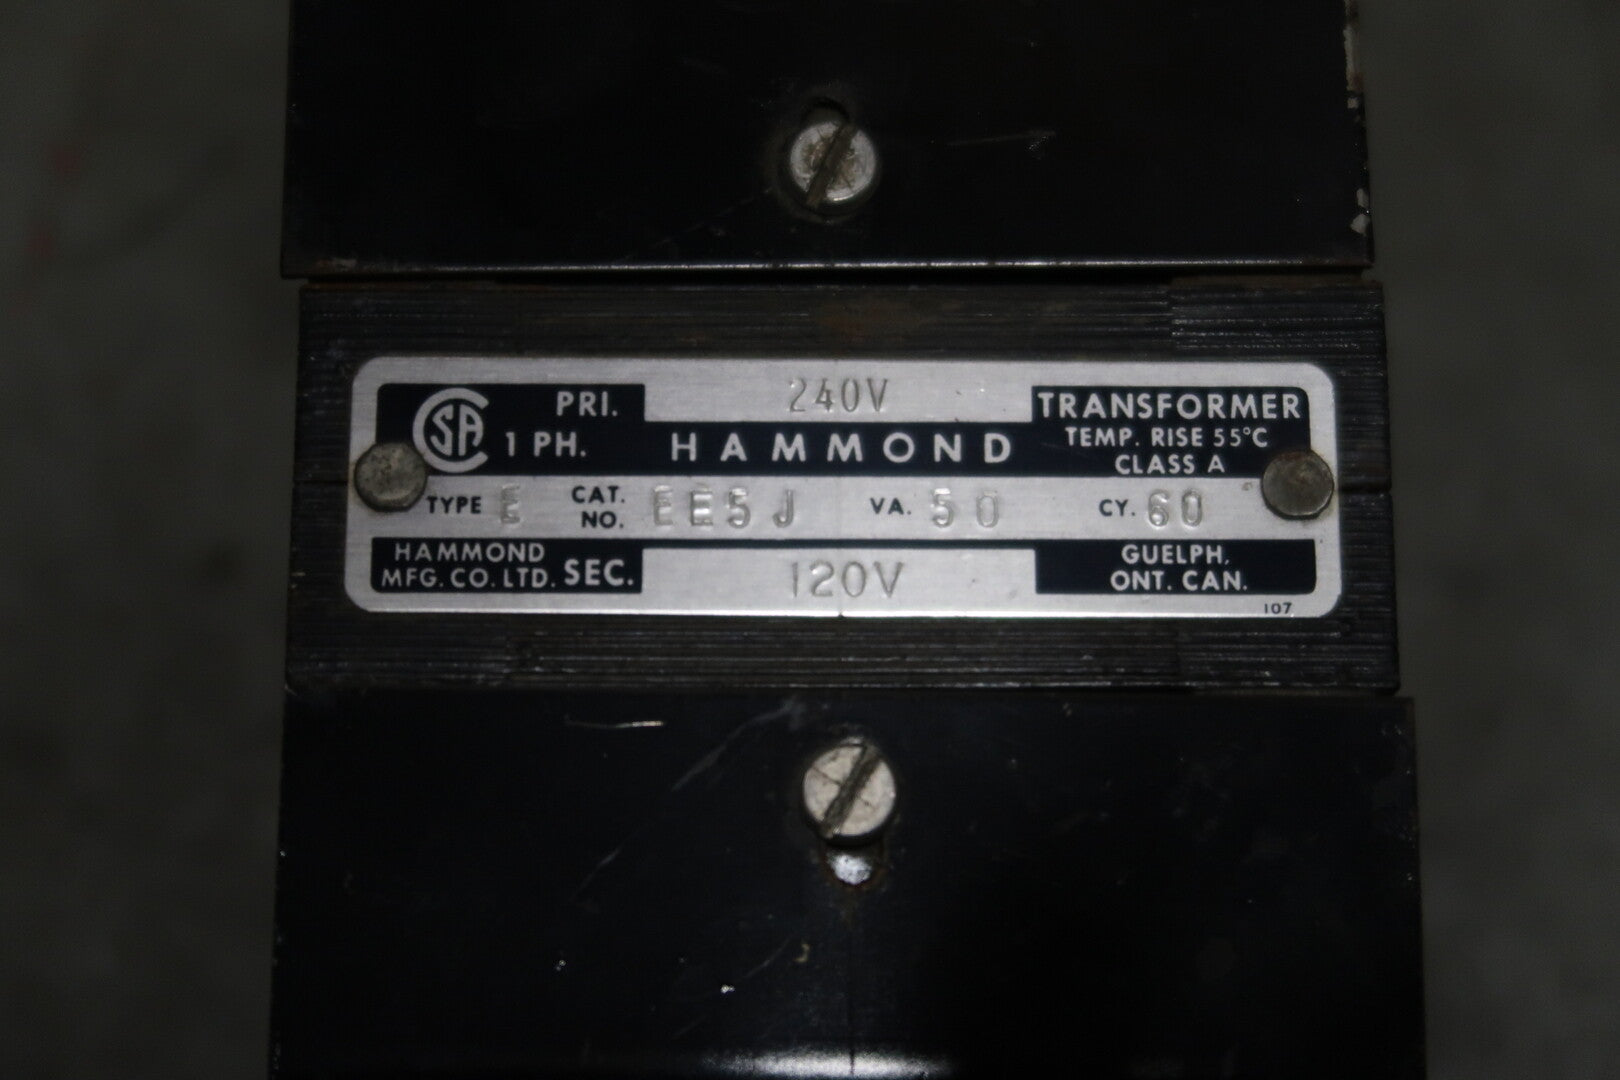 240V
CSA PRI. TRANSFORMER
1 PH. HAMMOND TEMP. RISE 55°C
CLASS A
TYPE E CAT. NO. EE5J VA. 50 CY. 60
HAMMOND MFG. CO. LTD. SEC. 120V GUELPH, ONT. CAN.
107